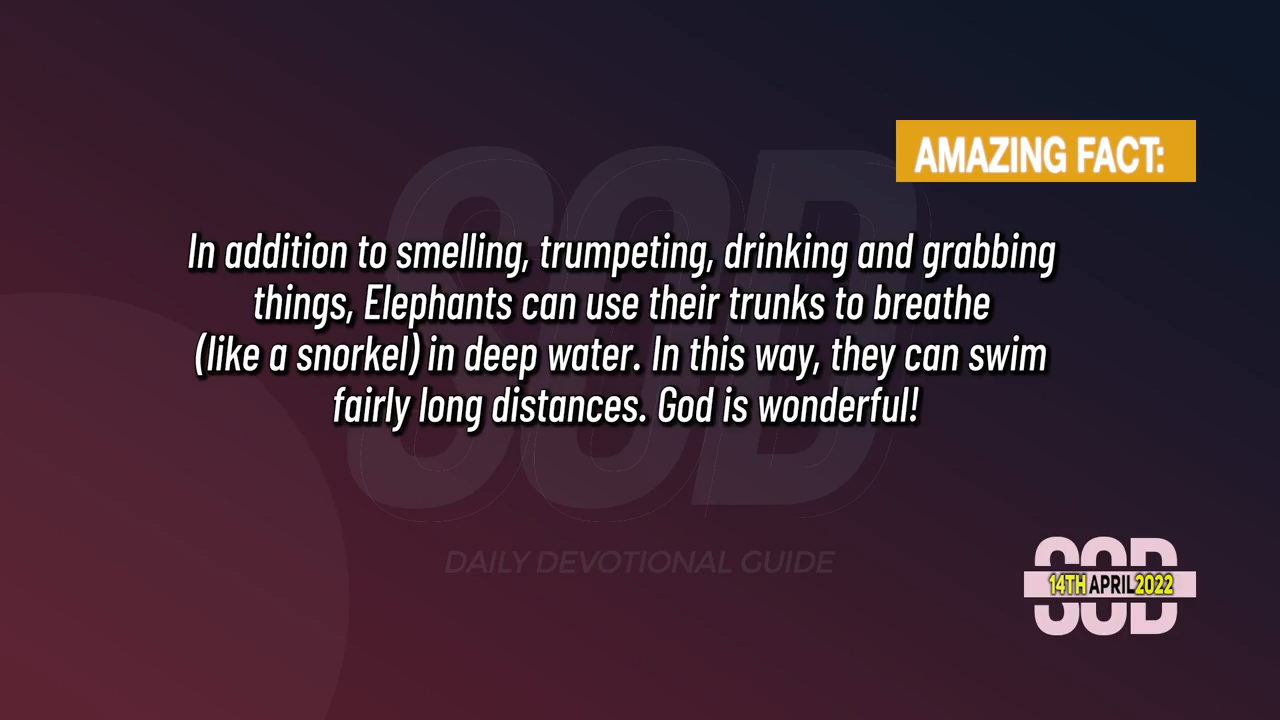 AMAZING FACT:
In addition to smelling, trumpeting, drinking and grabbing
things, Elephants can use their trunks to breathe
(like a snorkel) in deep water. In this way, they can swim
fairly long distances. God is wonderful!
SOD
DAILY DEVOTIONAL GUIDE
SOD
14TH APRIL 2022